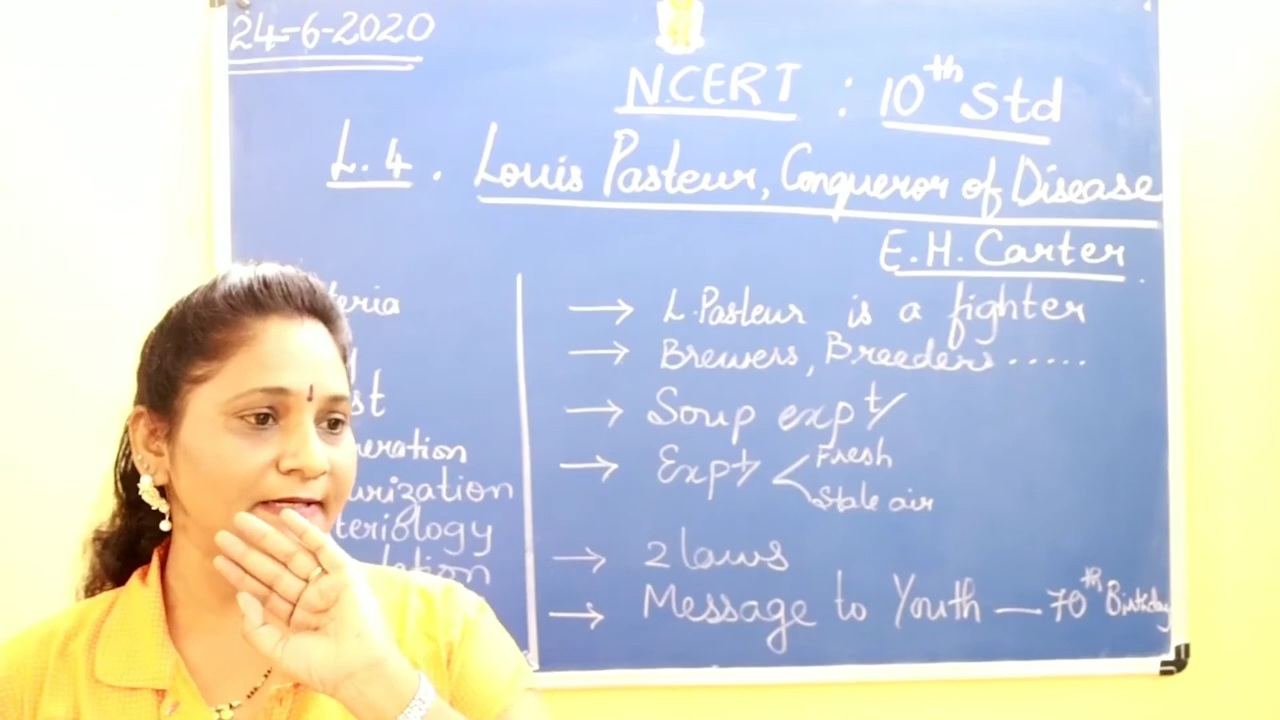 24-6-2020
NCERT : 10th Std
L. 4. Louis Pasteur, Conqueror of Disease
E.H. Carter
→ L. Pasteur is a fighter
→ Brewers, Breeders.....
→ Soup expt/
→ Expt/ < Fresh
Stale air
→ 2 laws
→ Message to Youth — 70th Birthday